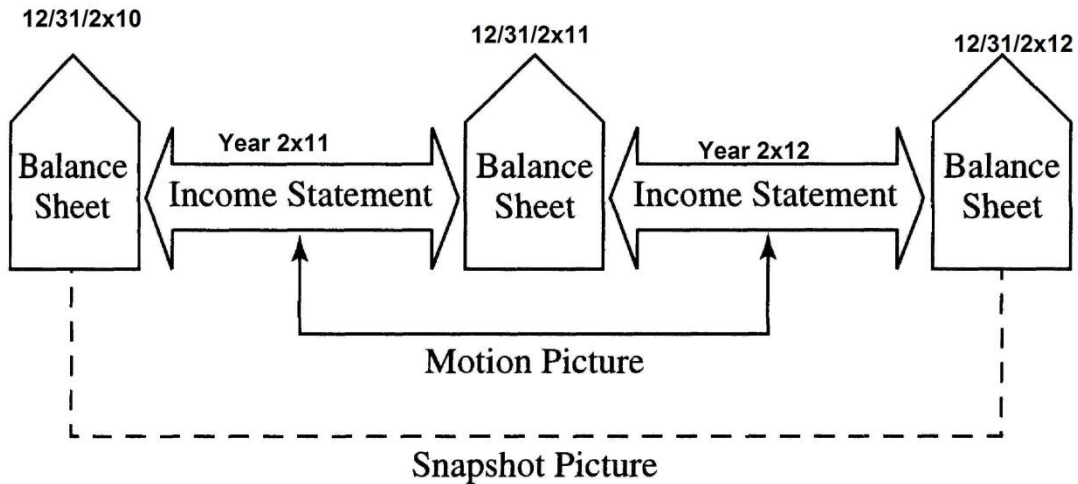 12/31/2x10
12/31/2x11
12/31/2x12
Balance
Sheet
Year 2x11
Income Statement
Balance
Sheet
Year 2x12
Income Statement
Balance
Sheet
Motion Picture
Snapshot Picture